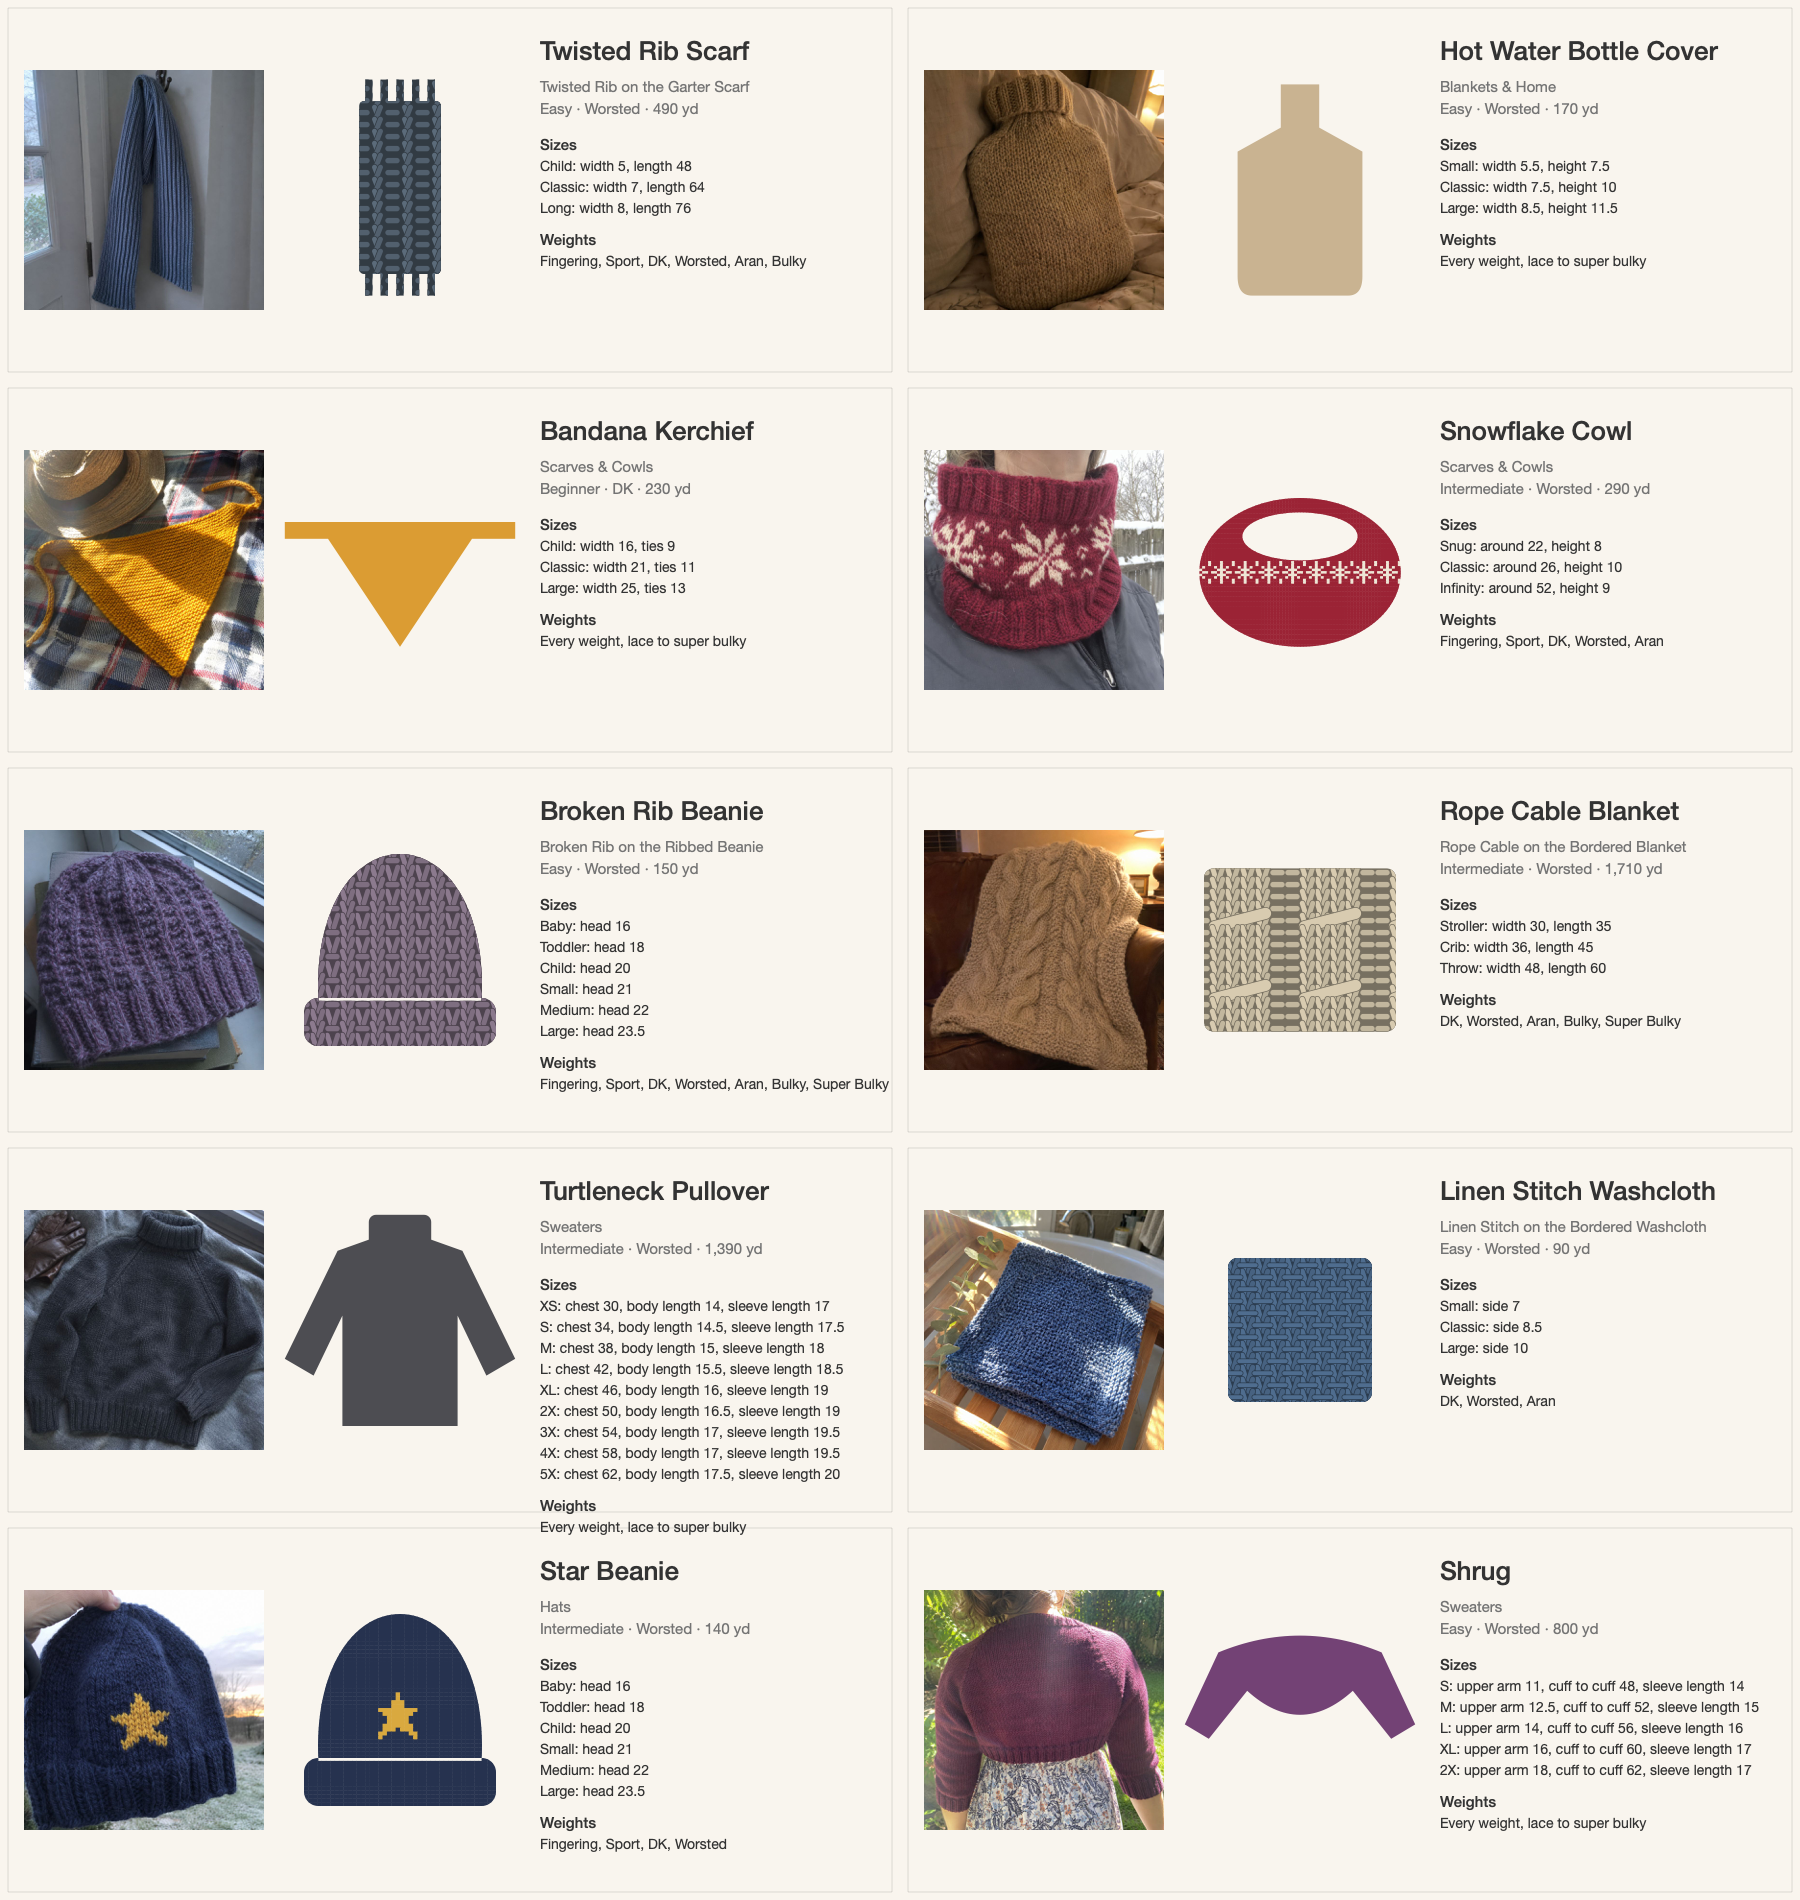 Twisted Rib Scarf
Twisted Rib on the Garter Scarf
Easy · Worsted · 490 yd
Sizes
Child: width 5, length 48
Classic: width 7, length 64
Long: width 8, length 76
Weights
Fingering, Sport, DK, Worsted, Aran, Bulky
Hot Water Bottle Cover
Blankets & Home
Easy · Worsted · 170 yd
Sizes
Small: width 5.5, height 7.5
Classic: width 7.5, height 10
Large: width 8.5, height 11.5
Weights
Every weight, lace to super bulky
Bandana Kerchief
Scarves & Cowls
Beginner · DK · 230 yd
Sizes
Child: width 16, ties 9
Classic: width 21, ties 11
Large: width 25, ties 13
Weights
Every weight, lace to super bulky
Snowflake Cowl
Scarves & Cowls
Intermediate · Worsted · 290 yd
Sizes
Snug: around 22, height 8
Classic: around 26, height 10
Infinity: around 52, height 9
Weights
Fingering, Sport, DK, Worsted, Aran
Broken Rib Beanie
Broken Rib on the Ribbed Beanie
Easy · Worsted · 150 yd
Sizes
Baby: head 16
Toddler: head 18
Child: head 20
Small: head 21
Medium: head 22
Large: head 23.5
Weights
Fingering, Sport, DK, Worsted, Aran, Bulky, Super Bulky
Rope Cable Blanket
Rope Cable on the Bordered Blanket
Intermediate · Worsted · 1,710 yd
Sizes
Stroller: width 30, length 35
Crib: width 36, length 45
Throw: width 48, length 60
Weights
DK, Worsted, Aran, Bulky, Super Bulky
Turtleneck Pullover
Sweaters
Intermediate · Worsted · 1,390 yd
Sizes
XS: chest 30, body length 14, sleeve length 17
S: chest 34, body length 14.5, sleeve length 17.5
M: chest 38, body length 15, sleeve length 18
L: chest 42, body length 15.5, sleeve length 18.5
XL: chest 46, body length 16, sleeve length 19
2X: chest 50, body length 16.5, sleeve length 19
3X: chest 54, body length 17, sleeve length 19.5
4X: chest 58, body length 17, sleeve length 19.5
5X: chest 62, body length 17.5, sleeve length 20
Weights
Every weight, lace to super bulky
Linen Stitch Washcloth
Linen Stitch on the Bordered Washcloth
Easy · Worsted · 90 yd
Sizes
Small: side 7
Classic: side 8.5
Large: side 10
Weights
DK, Worsted, Aran
Star Beanie
Hats
Intermediate · Worsted · 140 yd
Sizes
Baby: head 16
Toddler: head 18
Child: head 20
Small: head 21
Medium: head 22
Large: head 23.5
Weights
Fingering, Sport, DK, Worsted
Shrug
Sweaters
Easy · Worsted · 800 yd
Sizes
S: upper arm 11, cuff to cuff 48, sleeve length 14
M: upper arm 12.5, cuff to cuff 52, sleeve length 15
L: upper arm 14, cuff to cuff 56, sleeve length 16
XL: upper arm 16, cuff to cuff 60, sleeve length 17
2X: upper arm 18, cuff to cuff 62, sleeve length 17
Weights
Every weight, lace to super bulky